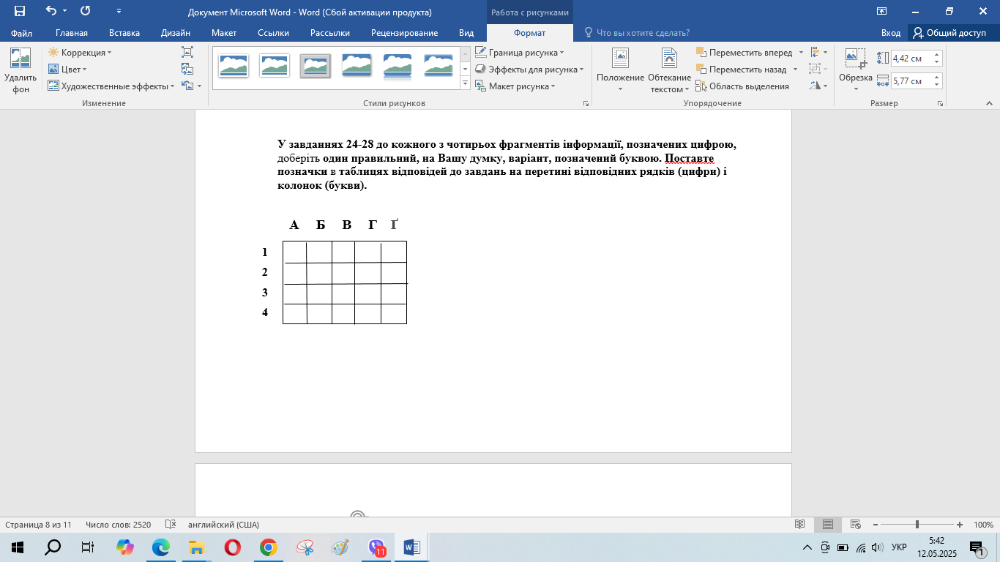 Документ Microsoft Word - Word (Сбой активации продукта)
Работа с рисунками
Файл Главная Вставка Дизайн Макет Ссылки Рассылки Рецензирование Вид Формат Что вы хотите сделать? Вход Общий доступ
Удалить фон
Коррекция
Цвет
Художественные эффекты
Изменение
Стили рисунков
Граница рисунка
Эффекты для рисунка
Макет рисунка
Положение
Обтекание текстом
Переместить вперед
Переместить назад
Область выделения
Упорядочение
Обрезка
4,42 см
5,77 см
Размер
У завданнях 24-28 до кожного з чотирьох фрагментів інформації, позначених цифрою,
доберіть один правильний, на Вашу думку, варіант, позначений буквою. Поставте
позначки в таблицях відповідей до завдань на перетині відповідних рядків (цифри) і
колонок (букви).
А Б В Г Ґ
1
2
3
4
Страница 8 из 11 Число слов: 2520 английский (США) 100%
11
УКР
5:42
12.05.2025
1